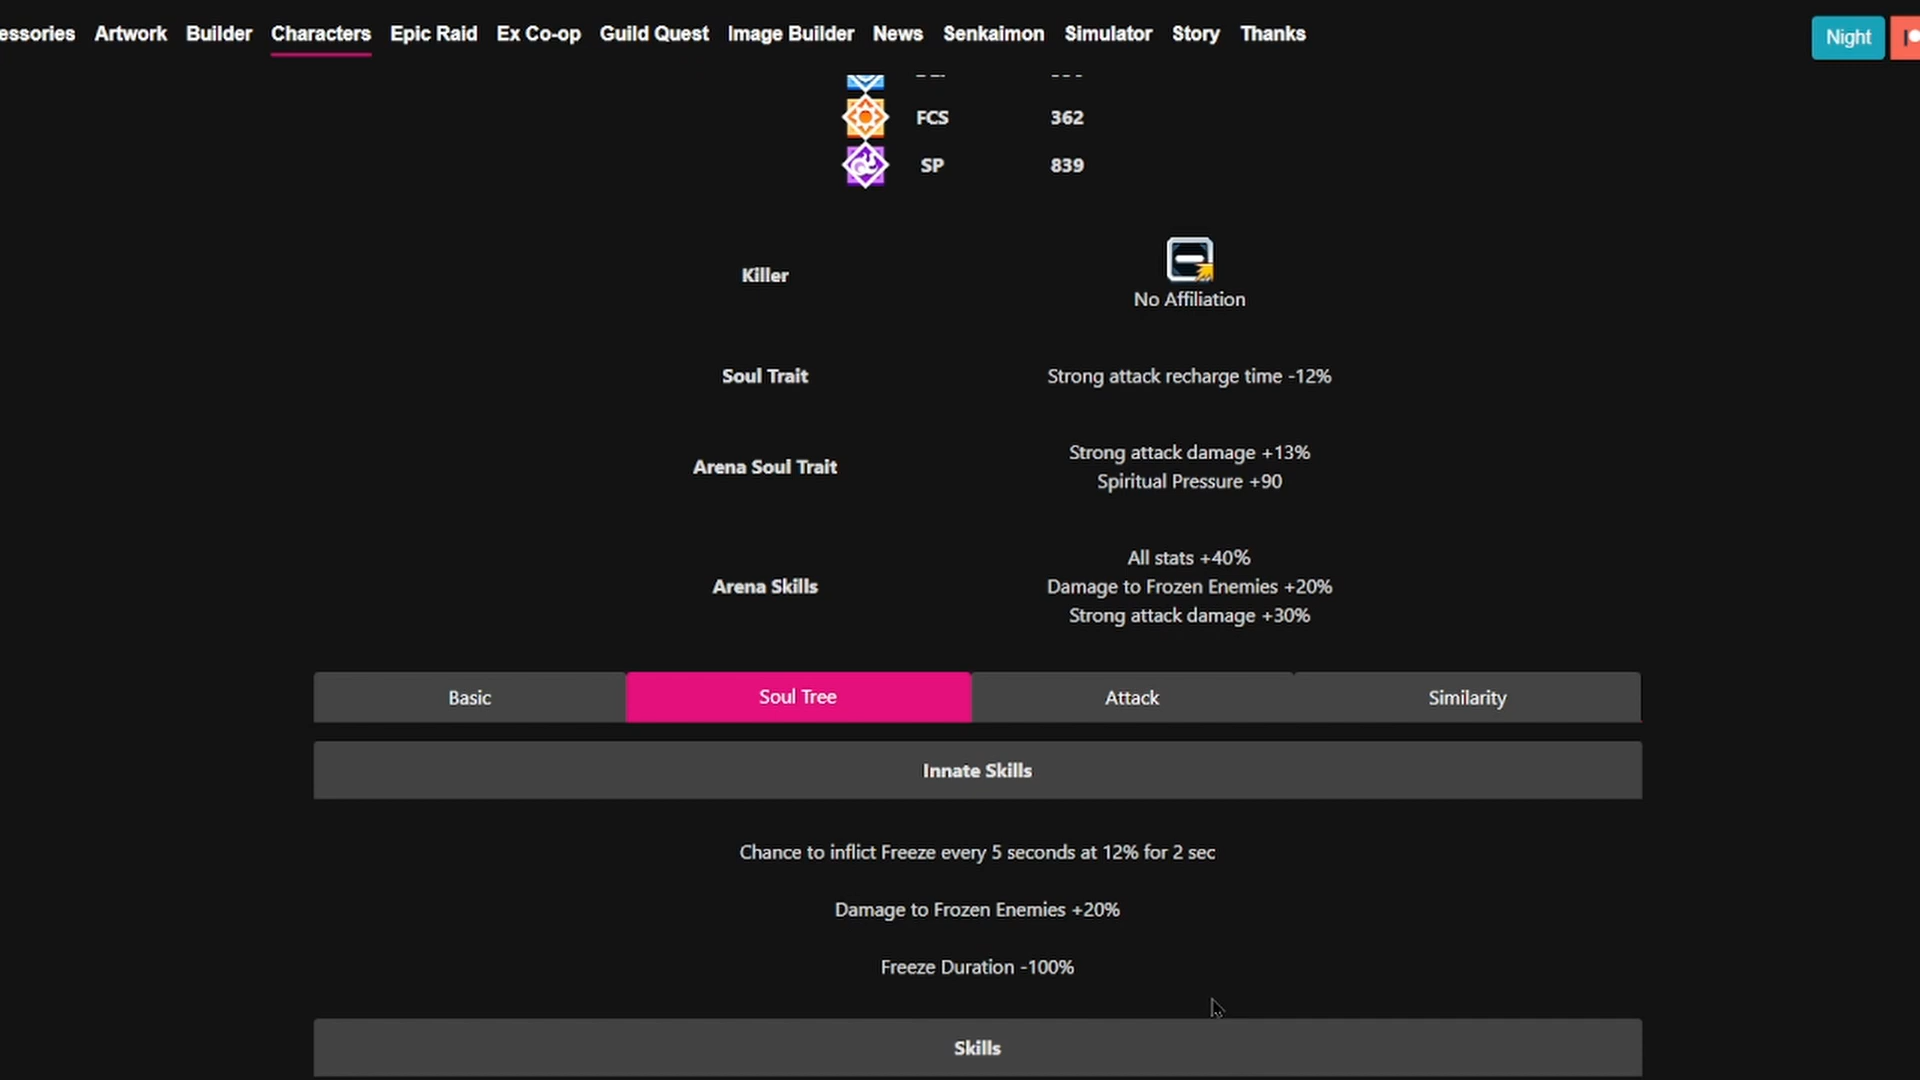 essories Artwork Builder Characters Epic Raid Ex Co-op Guild Quest Image Builder News Senkaimon Simulator Story Thanks Night
FCS 362
SP 839
Killer No Affiliation
Soul Trait Strong attack recharge time -12%
Arena Soul Trait
Strong attack damage +13%
Spiritual Pressure +90
Arena Skills
All stats +40%
Damage to Frozen Enemies +20%
Strong attack damage +30%
Basic Soul Tree Attack Similarity
Innate Skills
Chance to inflict Freeze every 5 seconds at 12% for 2 sec
Damage to Frozen Enemies +20%
Freeze Duration -100%
Skills